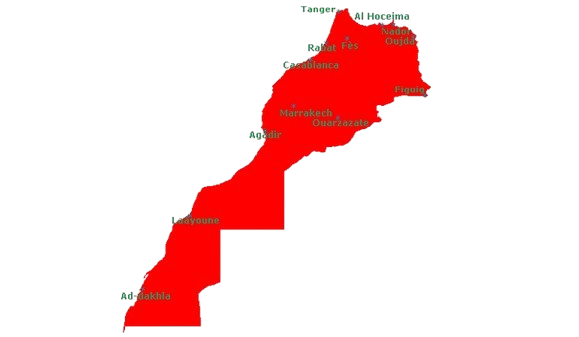 Tanger
Al Hoceima
Nador
Oujda
Rabat
Fès
Casablanca
Figuig
Marrakech
Ouarzazate
Agadir
Laayoune
Ad-dakhla